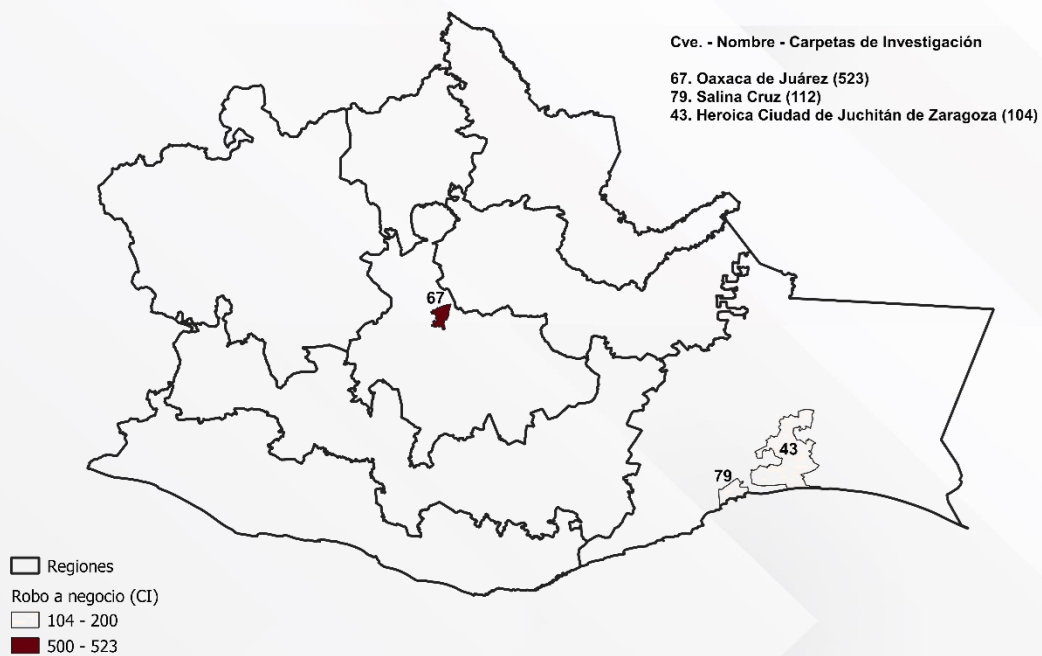 Cve. - Nombre - Carpetas de Investigación
67. Oaxaca de Juárez (523)
79. Salina Cruz (112)
43. Heroica Ciudad de Juchitán de Zaragoza (104)
67
43
79
Regiones
Robo a negocio (CI)
104 - 200
500 - 523